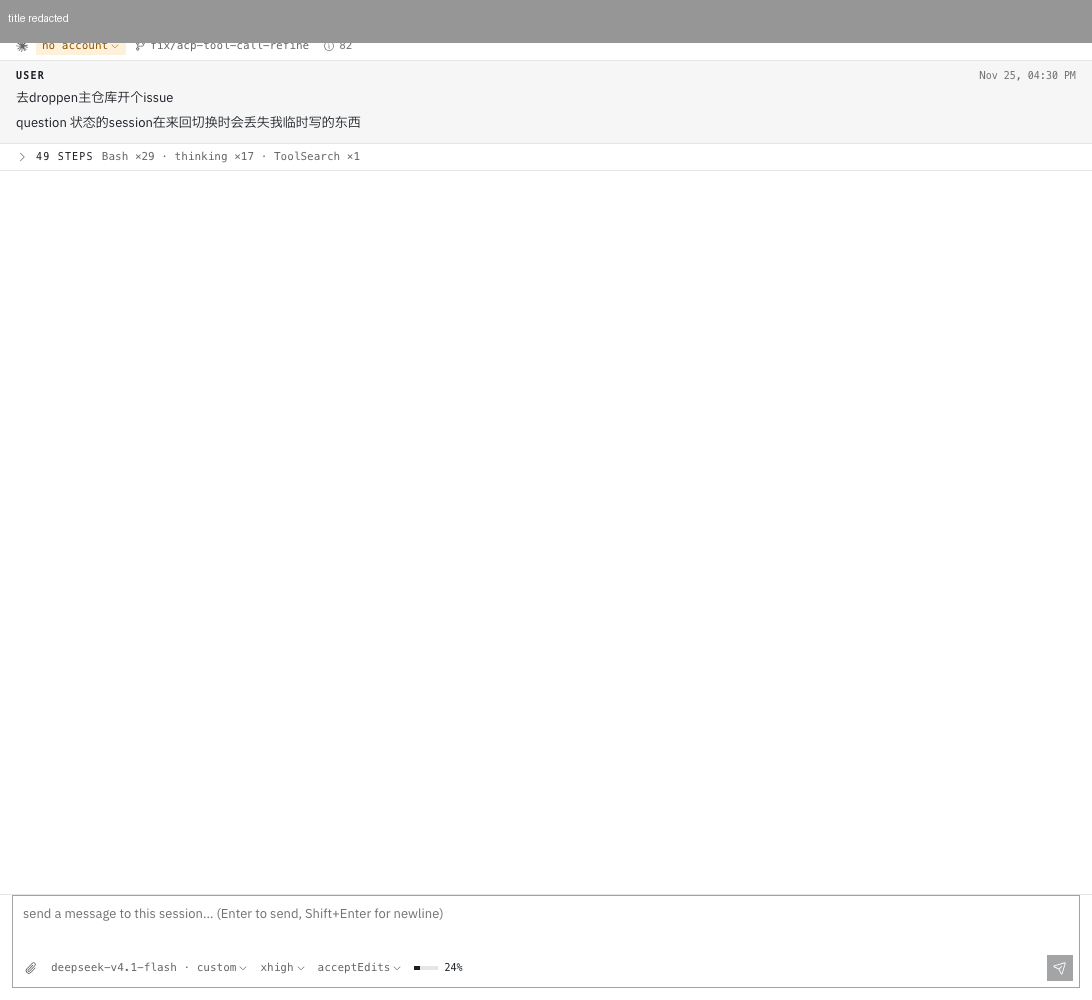 title redacted
no account fix/acp-tool-call-refine 82
USER Nov 25, 04:30 PM
去droppen主仓库开个issue
question 状态的session在来回切换时会丢失我临时写的东西
49 STEPS Bash ×29 · thinking ×17 · ToolSearch ×1
send a message to this session... (Enter to send, Shift+Enter for newline)
deepseek-v4.1-flash · custom xhigh acceptEdits 24%